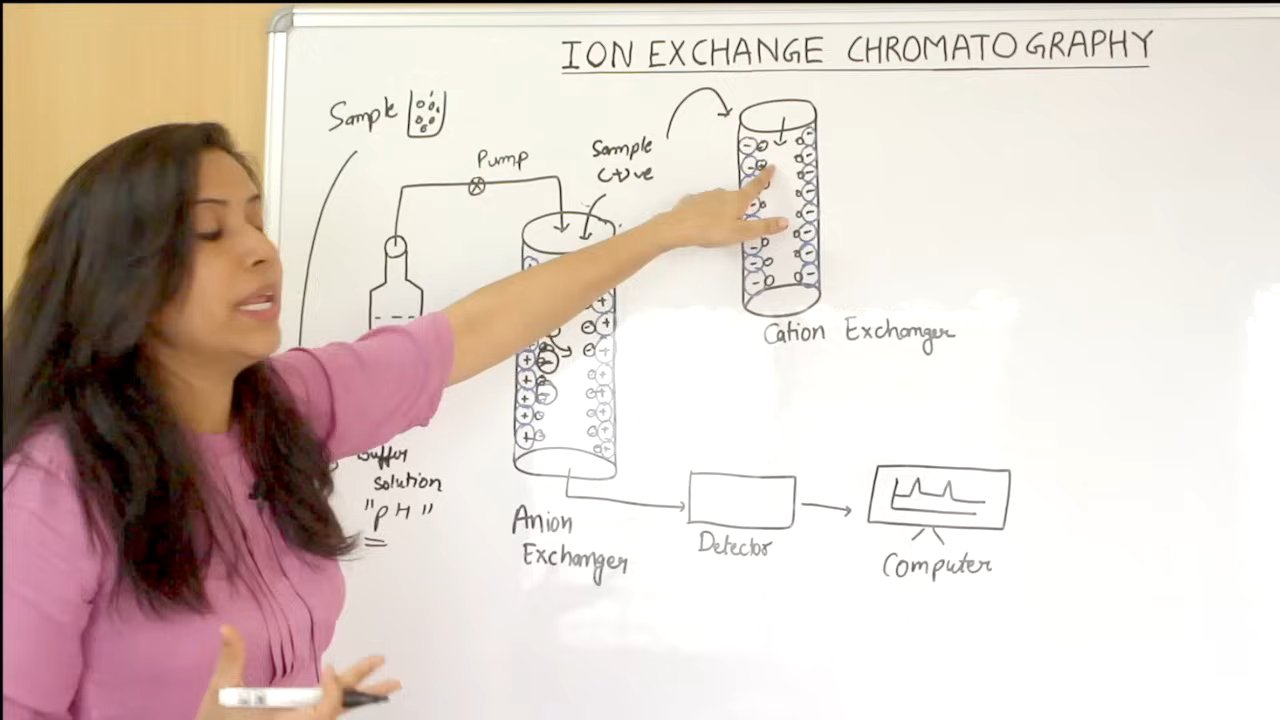 ION EXCHANGE CHROMATOGRAPHY
Sample
Pump
Sample
(+)ve
Cation Exchanger
Buffer
solution
"PH"
Anion
Exchanger
Detector
Computer